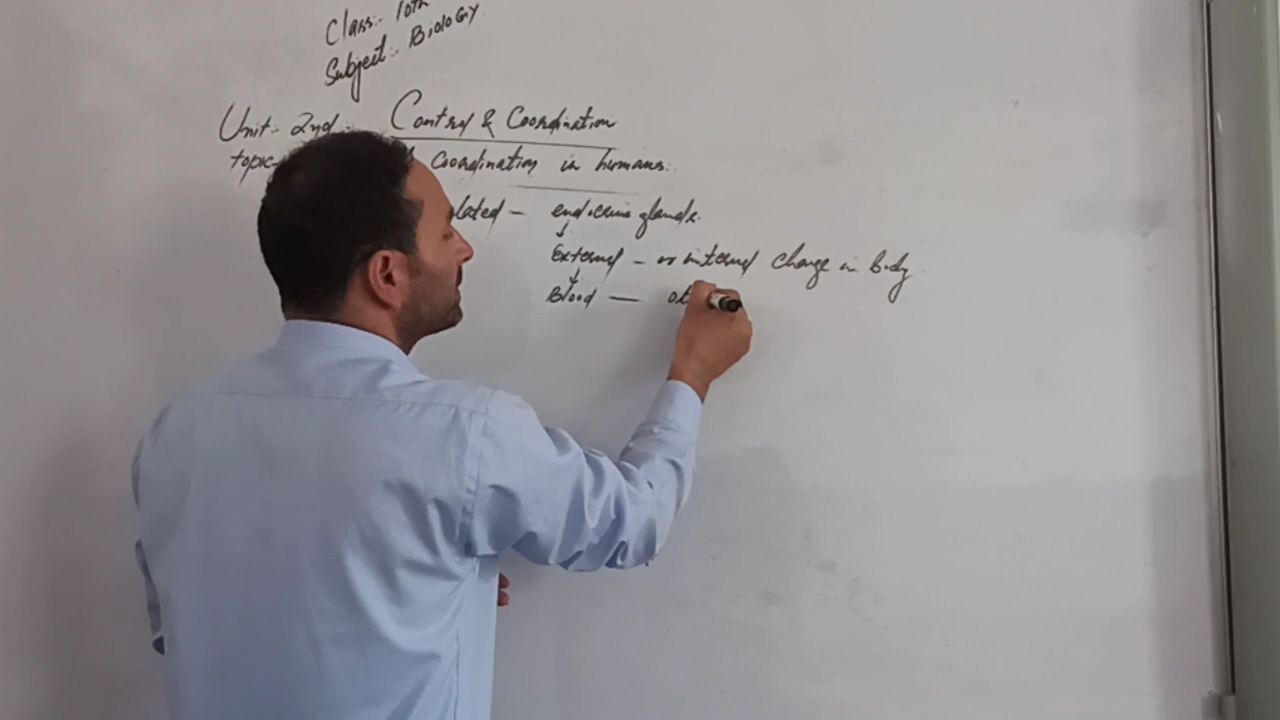 Class:- 10th
Subject:- Biology
Unit:- 2nd :- Control & Coordination
topic- Coordination in humans:
lated - endocrine glands.
↓
External - or internal change in body
↓
Blood — ot